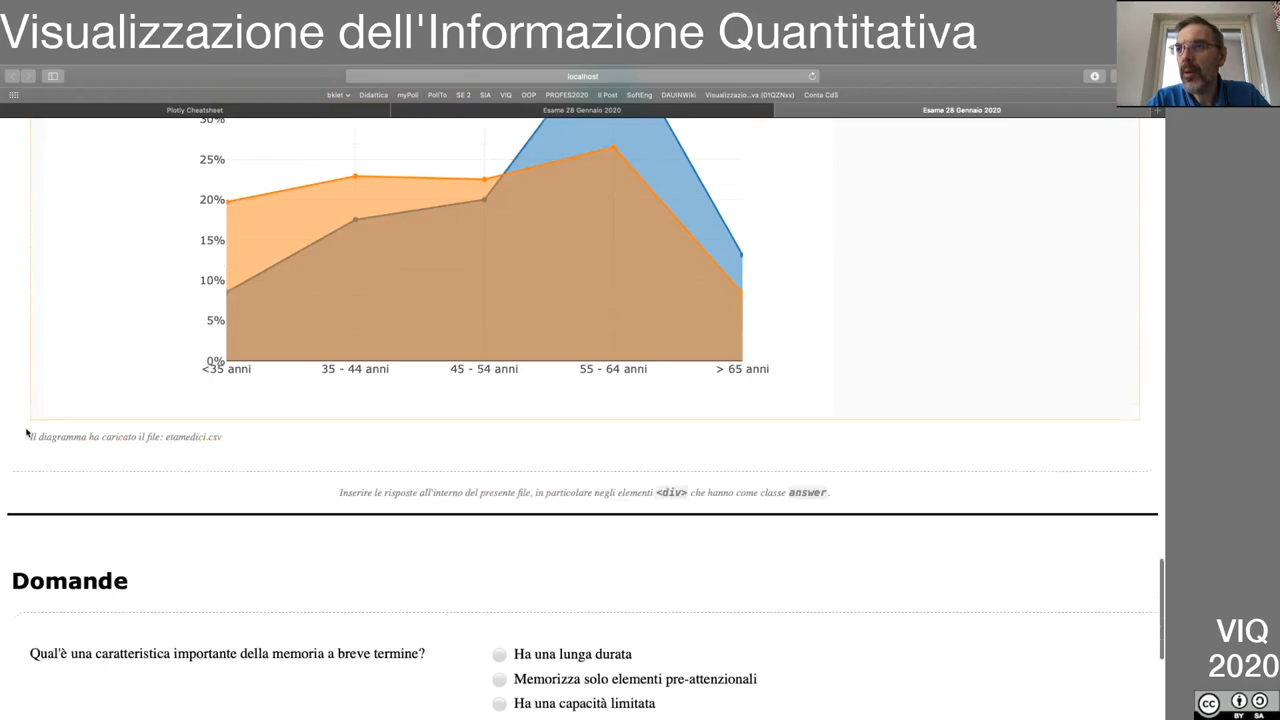 Visualizzazione dell'Informazione Quantitativa
localhost
bklet Didattica myPoli PoliTo SE 2 SIA VIQ OOP PROFES2020 Il Post SoftEng DAUINWiki Visualizzazio...va (01QZNxx) Conta CdS
Plotly Cheatsheet Esame 28 Gennaio 2020 Esame 28 Gennaio 2020
30%
25%
20%
15%
10%
5%
0%
<35 anni 35 - 44 anni 45 - 54 anni 55 - 64 anni > 65 anni
Il diagramma ha caricato il file: etamedici.csv
Inserire le risposte all'interno del presente file, in particolare negli elementi <div> che hanno come classe answer.
Domande
Qual'è una caratteristica importante della memoria a breve termine?
Ha una lunga durata
Memorizza solo elementi pre-attenzionali
Ha una capacità limitata
VIQ
2020
cc BY SA